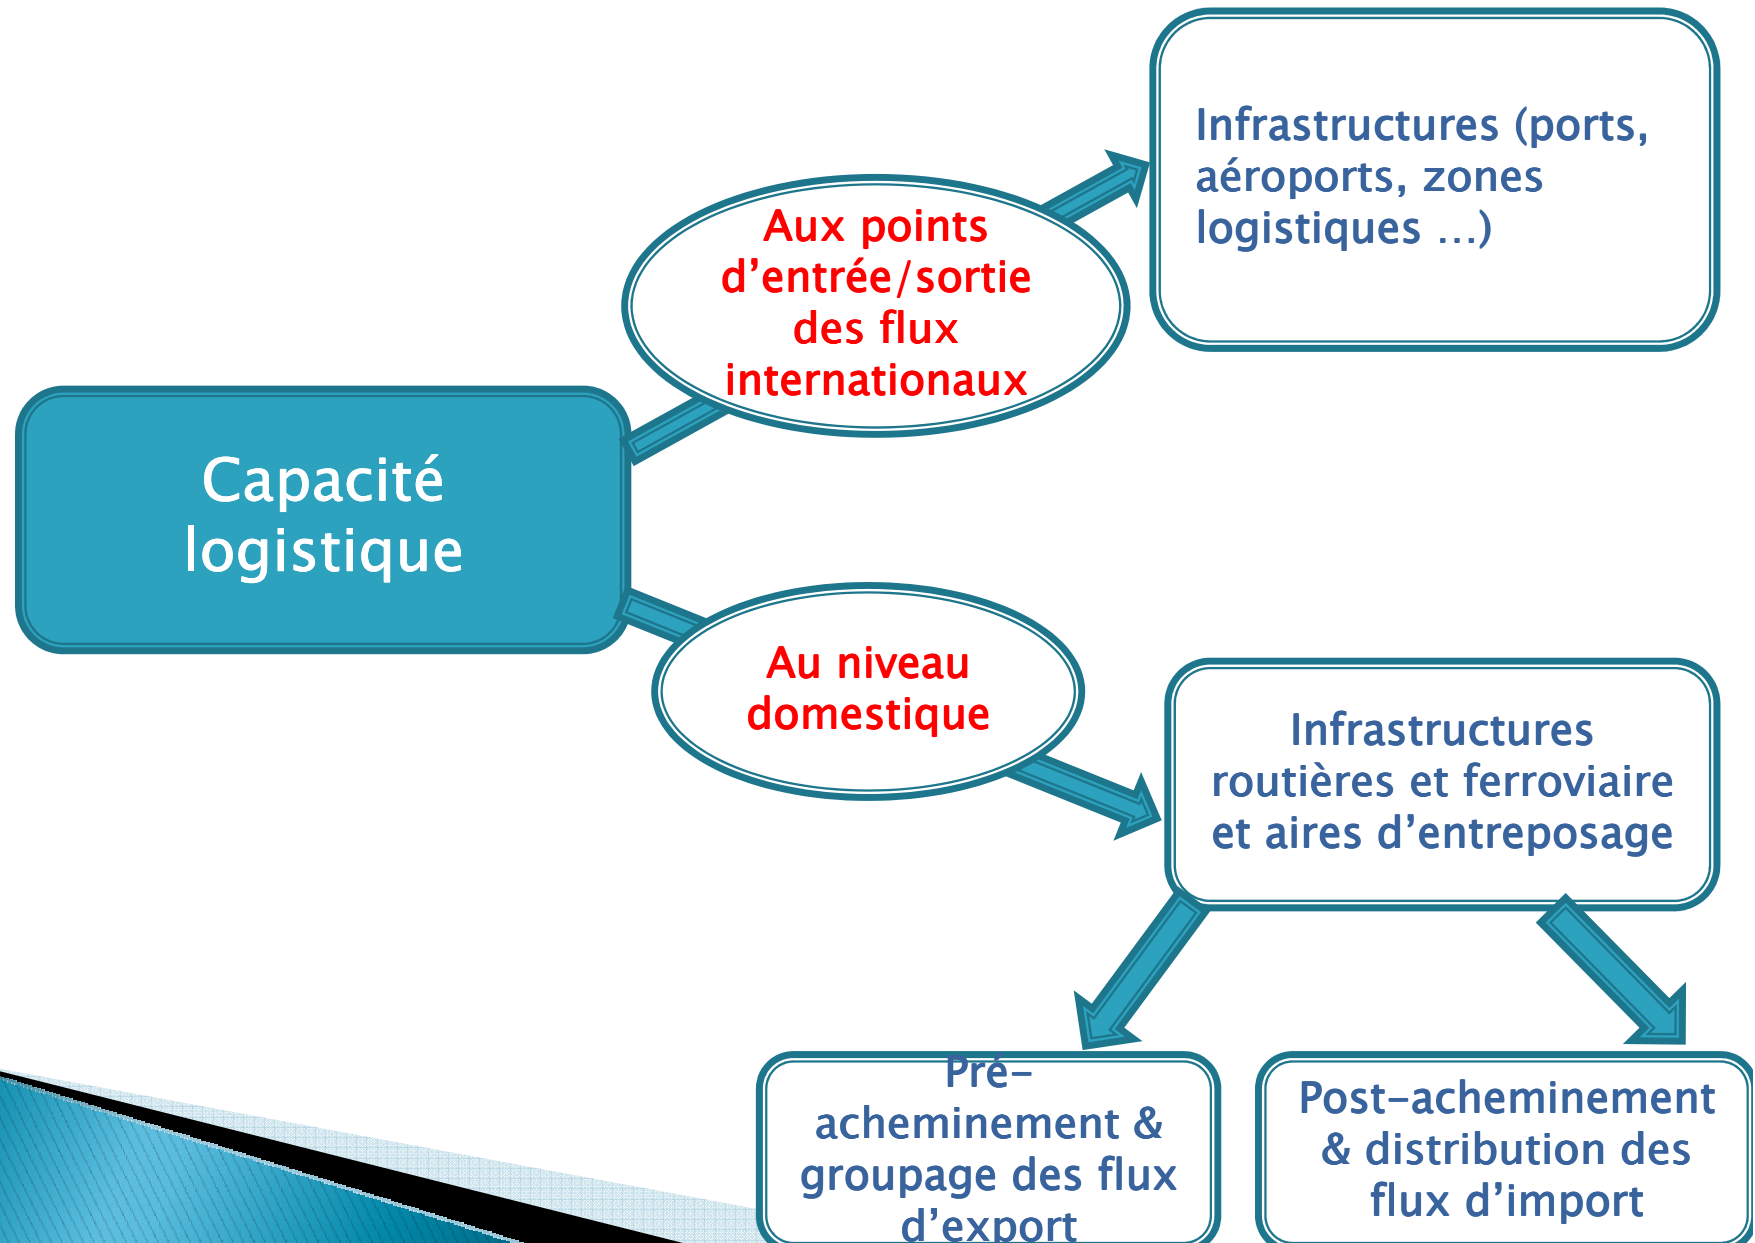 Infrastructures (ports,
aéroports, zones
logistiques ...)
Aux points
d’entrée/sortie
des flux
internationaux
Capacité
logistique
Au niveau
domestique
Infrastructures
routières et ferroviaire
et aires d’entreposage
Pré-
acheminement &
groupage des flux
d’export
Post-acheminement
& distribution des
flux d’import